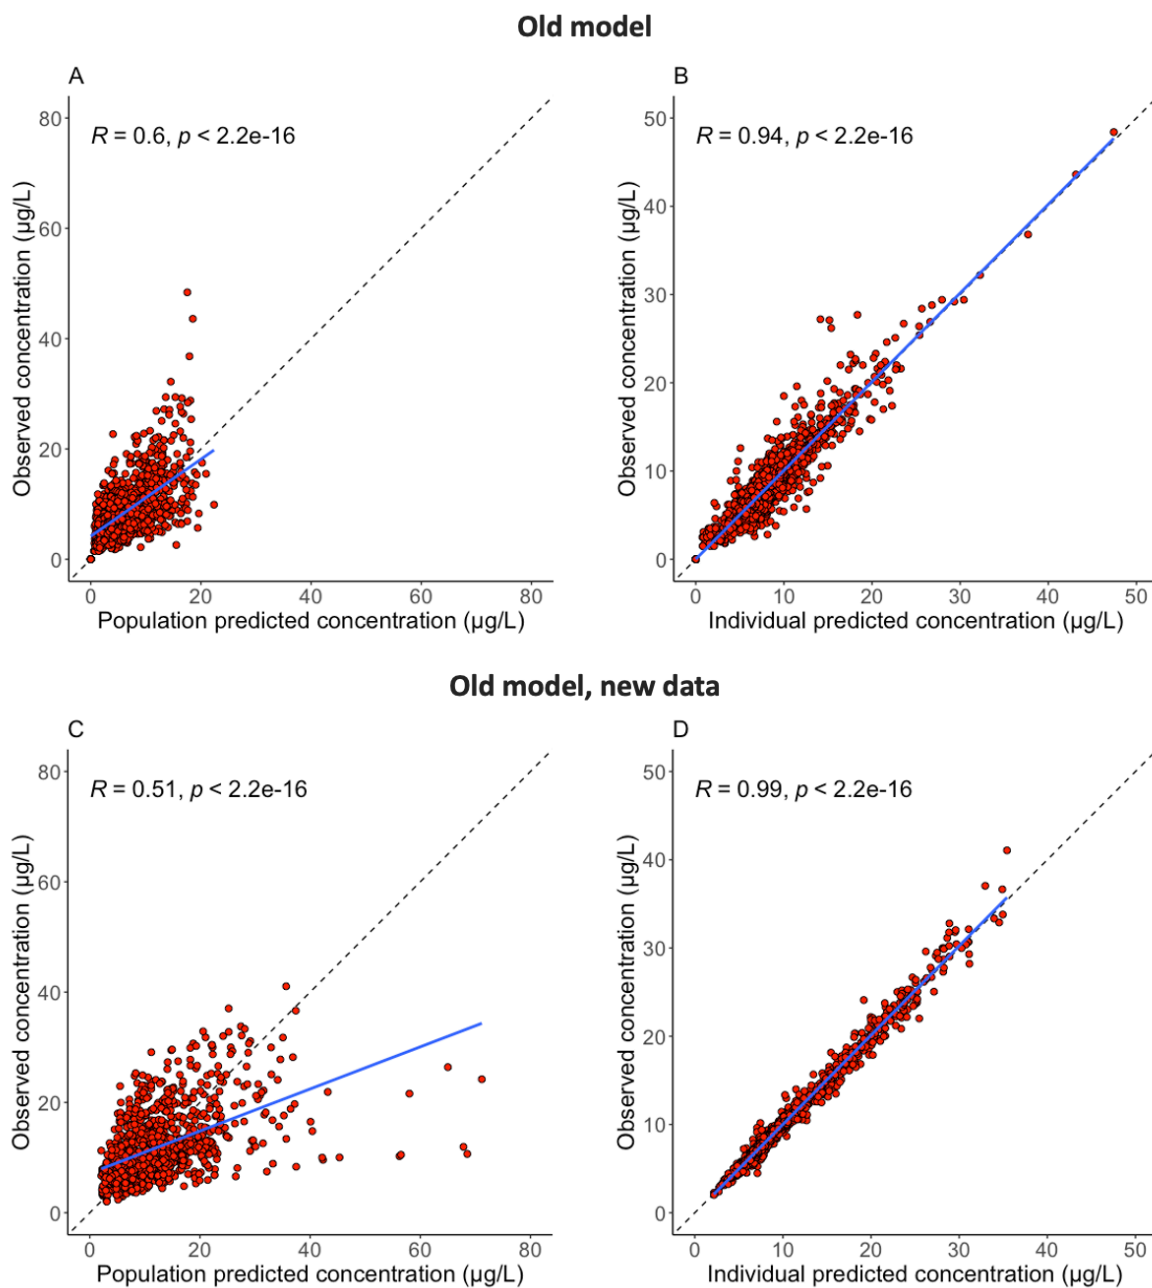 Old model
A
R = 0.6, p < 2.2e-16
80
60
40
20
0
0 20 40 60 80
Observed concentration (µg/L)
Population predicted concentration (µg/L)
B
R = 0.94, p < 2.2e-16
50
40
30
20
10
0
0 10 20 30 40 50
Observed concentration (µg/L)
Individual predicted concentration (µg/L)
Old model, new data
C
R = 0.51, p < 2.2e-16
80
60
40
20
0
0 20 40 60 80
Observed concentration (µg/L)
Population predicted concentration (µg/L)
D
R = 0.99, p < 2.2e-16
50
40
30
20
10
0
0 10 20 30 40 50
Observed concentration (µg/L)
Individual predicted concentration (µg/L)